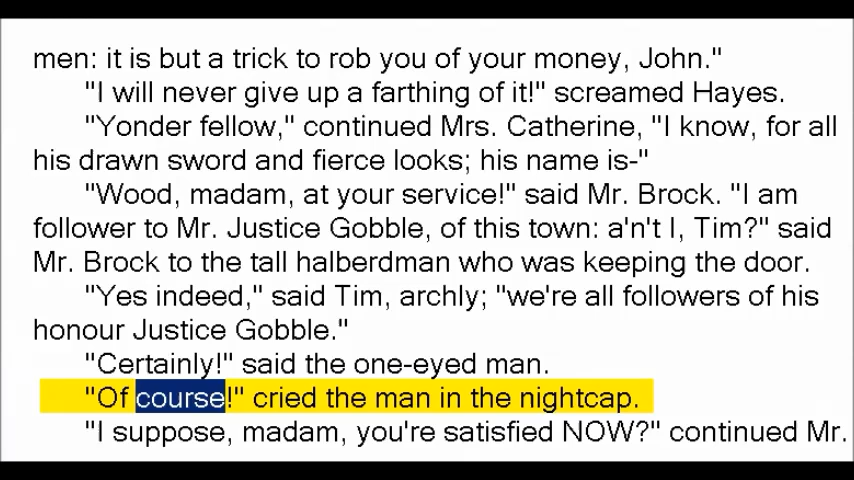 men: it is but a trick to rob you of your money, John."
"I will never give up a farthing of it!" screamed Hayes.
"Yonder fellow," continued Mrs. Catherine, "I know, for all
his drawn sword and fierce looks; his name is-"
"Wood, madam, at your service!" said Mr. Brock. "I am
follower to Mr. Justice Gobble, of this town: a'n't I, Tim?" said
Mr. Brock to the tall halberdman who was keeping the door.
"Yes indeed," said Tim, archly; "we're all followers of his
honour Justice Gobble."
"Certainly!" said the one-eyed man.
"Of course!" cried the man in the nightcap.
"I suppose, madam, you're satisfied NOW?" continued Mr.